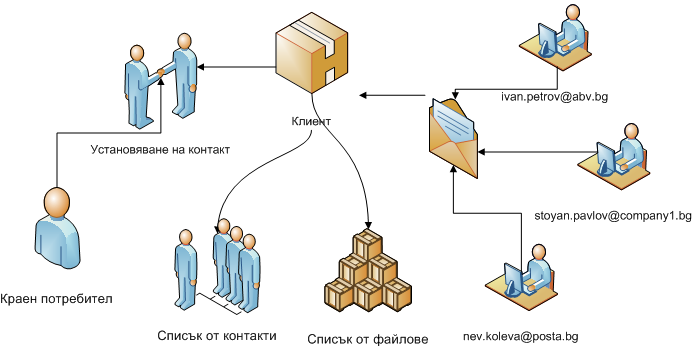 ivan.petrov@abv.bg
Клиент
Установяване на контакт
stoyan.pavlov@company1.bg
Краен потребител
Списък от контакти
Списък от файлове
nev.koleva@posta.bg